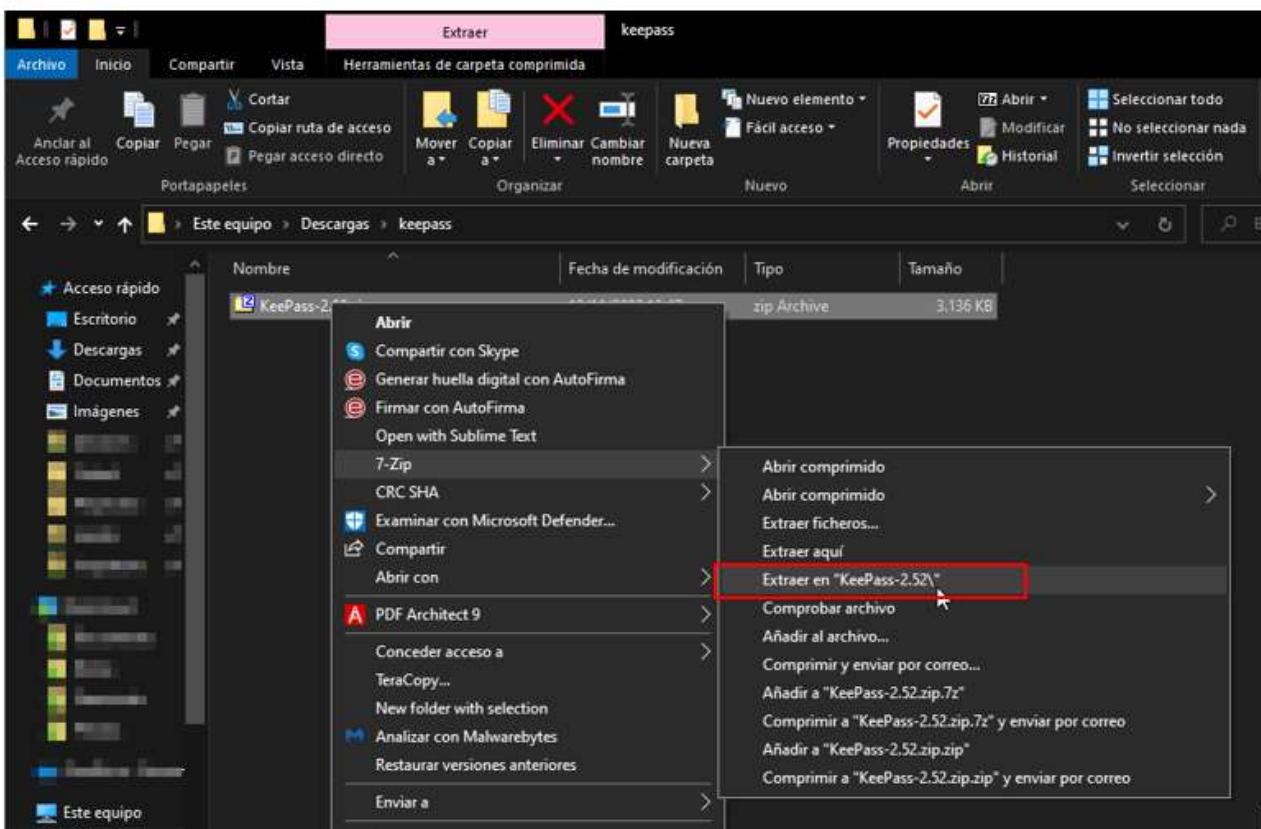 Extraer
keepass
Archivo Inicio Compartir Vista Herramientas de carpeta comprimida
Anclar al Acceso rápido
Copiar
Pegar
Cortar
Copiar ruta de acceso
Pegar acceso directo
Portapapeles
Mover a
Copiar a
Eliminar
Cambiar nombre
Organizar
Nueva carpeta
Nuevo elemento
Fácil acceso
Nuevo
Propiedades
Abrir
Modificar
Historial
Abrir
Seleccionar todo
No seleccionar nada
Invertir selección
Seleccionar
Este equipo > Descargas > keepass
Nombre Fecha de modificación Tipo Tamaño
KeePass-2. zip Archive 3.136 KB
Acceso rápido
Escritorio
Descargas
Documentos
Imágenes
Este equipo
Abrir
Compartir con Skype
Generar huella digital con AutoFirma
Firmar con AutoFirma
Open with Sublime Text
7-Zip
CRC SHA
Examinar con Microsoft Defender...
Compartir
Abrir con
PDF Architect 9
Conceder acceso a
TeraCopy...
New folder with selection
Analizar con Malwarebytes
Restaurar versiones anteriores
Enviar a
Abrir comprimido
Abrir comprimido
Extraer ficheros...
Extraer aquí
Extraer en "KeePass-2.52\"
Comprobar archivo
Añadir al archivo...
Comprimir y enviar por correo...
Añadir a "KeePass-2.52.zip.7z"
Comprimir a "KeePass-2.52.zip.7z" y enviar por correo
Añadir a "KeePass-2.52.zip.zip"
Comprimir a "KeePass-2.52.zip.zip" y enviar por correo